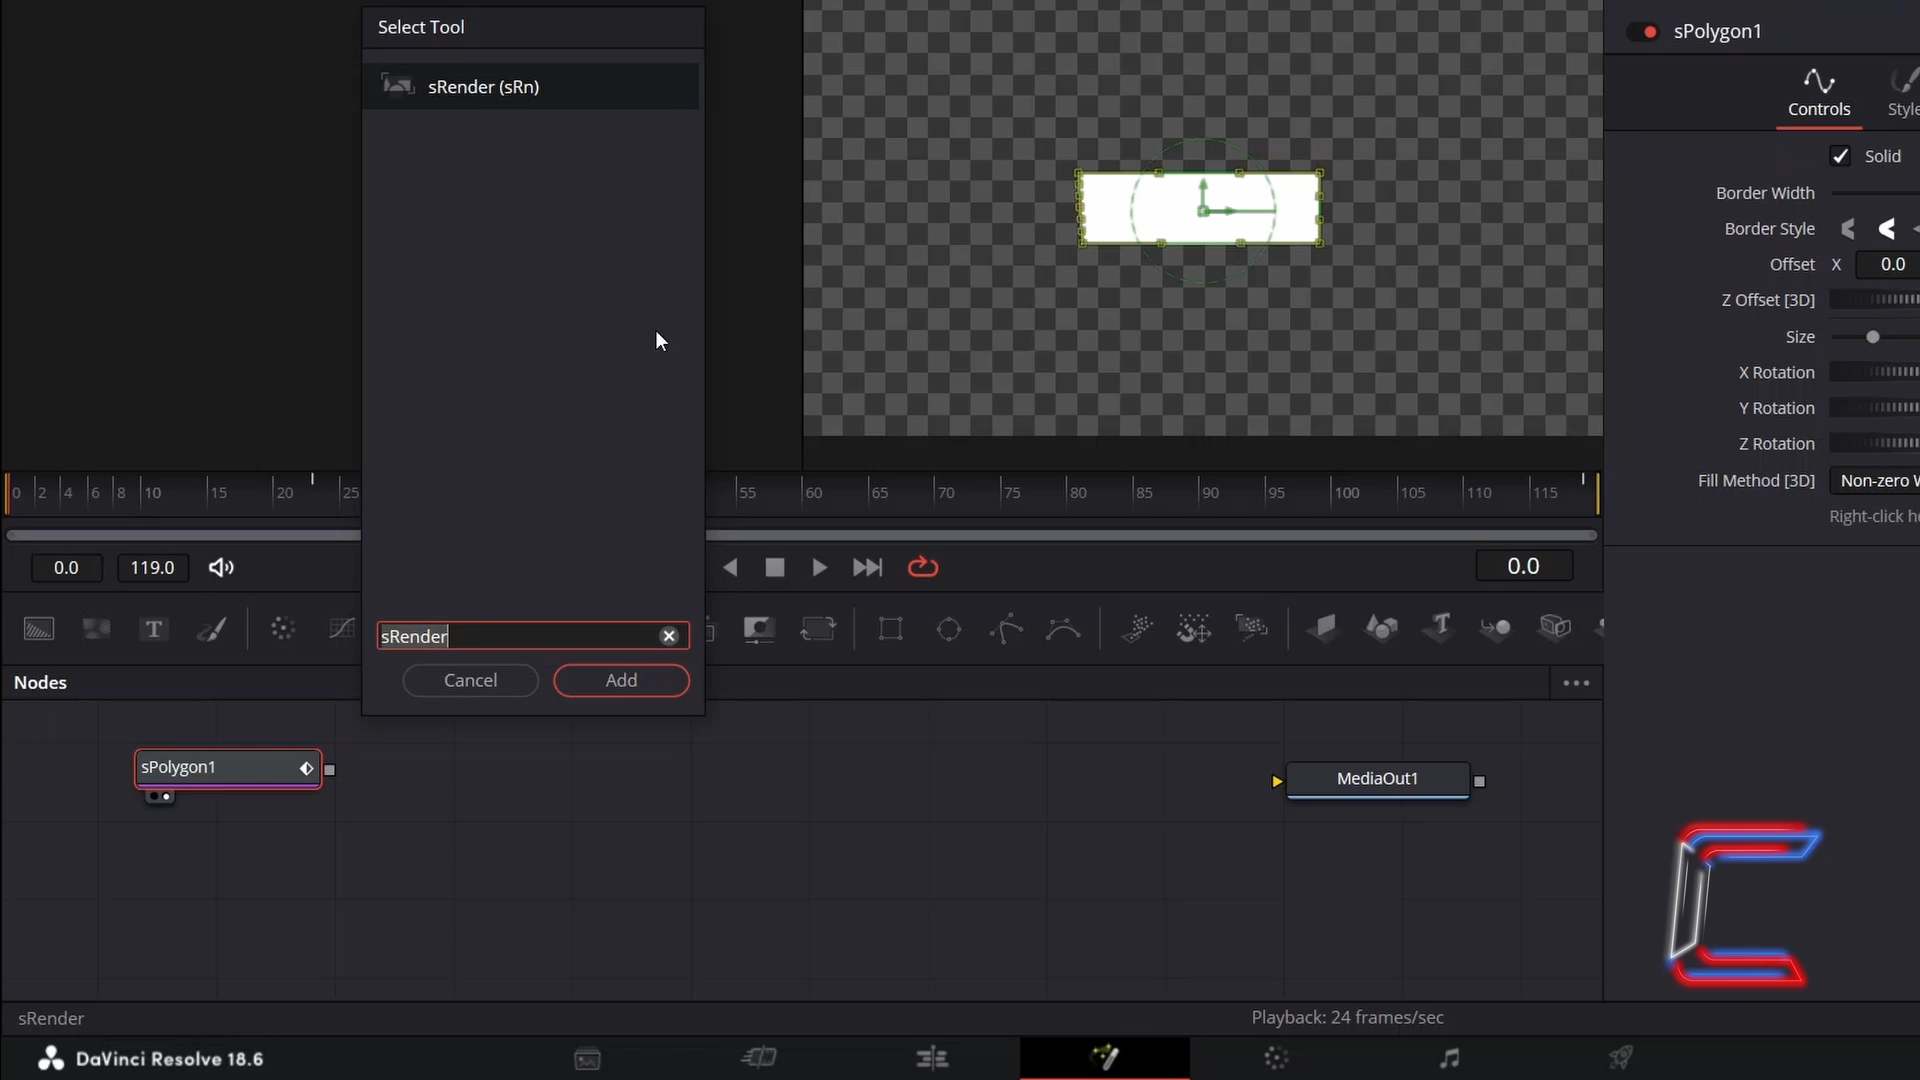 Select Tool
sRender (sRn)
sPolygon1
Controls
Style
Solid
Border Width
Border Style
Offset X 0.0
Z Offset [3D]
Size
X Rotation
Y Rotation
Z Rotation
Fill Method [3D] Non-zero W
Right-click he
0 2 4 6 8 10 15 20 25 55 60 65 70 75 80 85 90 95 100 105 110 115
0.0 119.0 0.0
T
sRender
Cancel Add
Nodes
sPolygon1
MediaOut1
sRender
Playback: 24 frames/sec
DaVinci Resolve 18.6